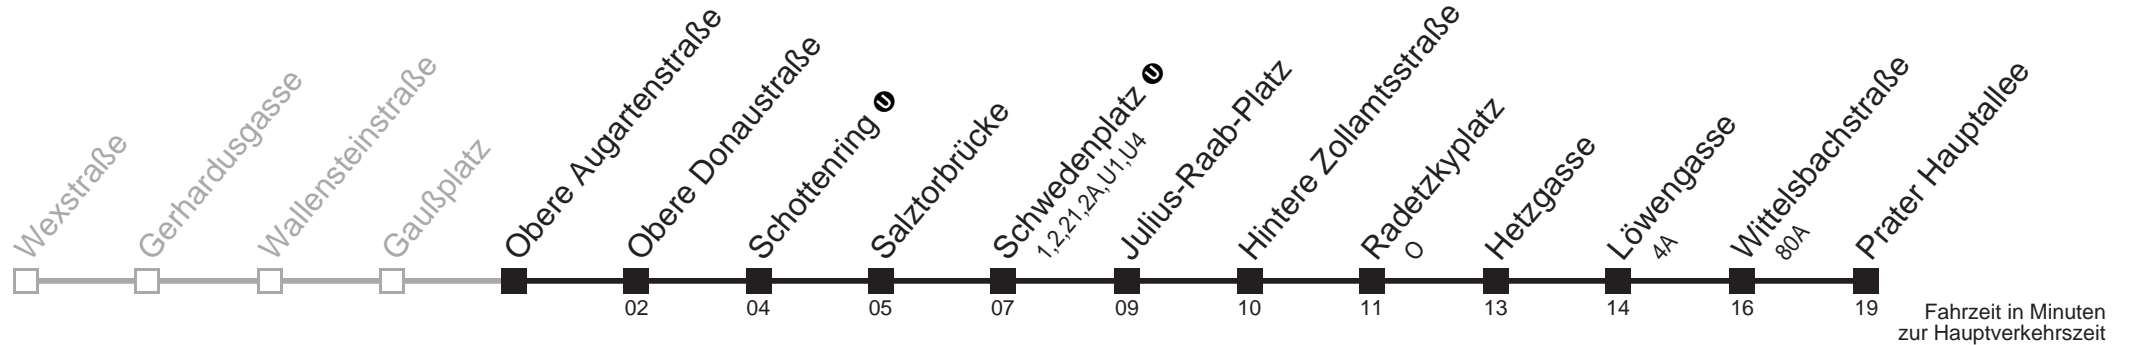 Wexstraße
Gerhardusgasse
Wallensteinstraße
Gaußplatz
Obere Augartenstraße
Obere Donaustraße
Schottenring U
Salztorbrücke
Schwedenplatz U
1,2,21,2A,U1,U4
Julius-Raab-Platz
Hintere Zollamtsstraße
Radetzkyplatz
O
Hetzgasse
Löwengasse
4A
Wittelsbachstraße
80A
Prater Hauptallee
02 04 05 07 09 10 11 13 14 16 19
Fahrzeit in Minuten
zur Hauptverkehrszeit